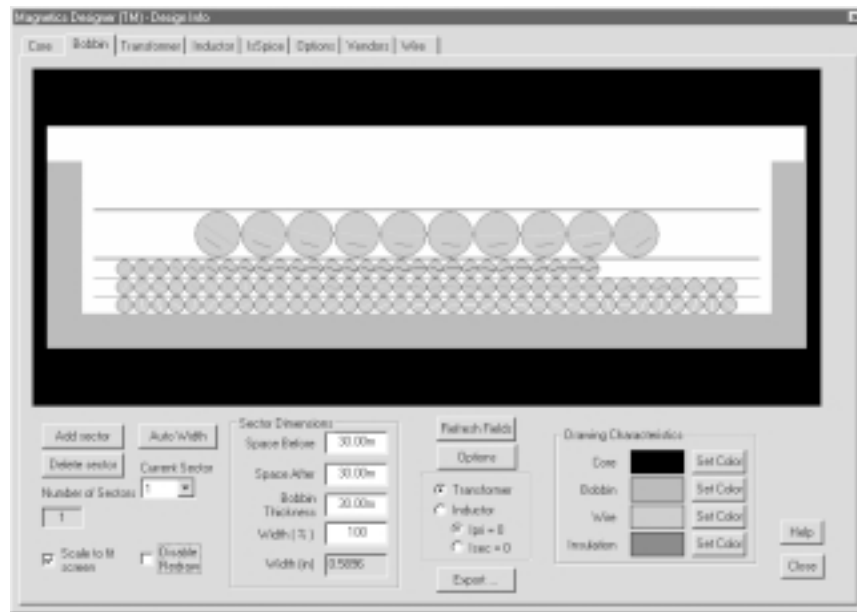 Magnetics Designer (TM) - Design Info
Core Bobbin Transformer Inductor IsSpice Options Vendors Wire
Add sector Auto Width
Delete sector Current Sector
Number of Sectors 1
1
Scale to fit screen
Disable Redraw
Sector Dimensions
Space Before 30.00m
Space After 30.00m
Bobbin Thickness 30.00m
Width (%) 100
Width (in) 0.5896
Refresh Fields
Options
Transformer
Inductor
Ipri = 0
Isec = 0
Export ...
Drawing Characteristics
Core Set Color
Bobbin Set Color
Wire Set Color
Insulation Set Color
Help
Close